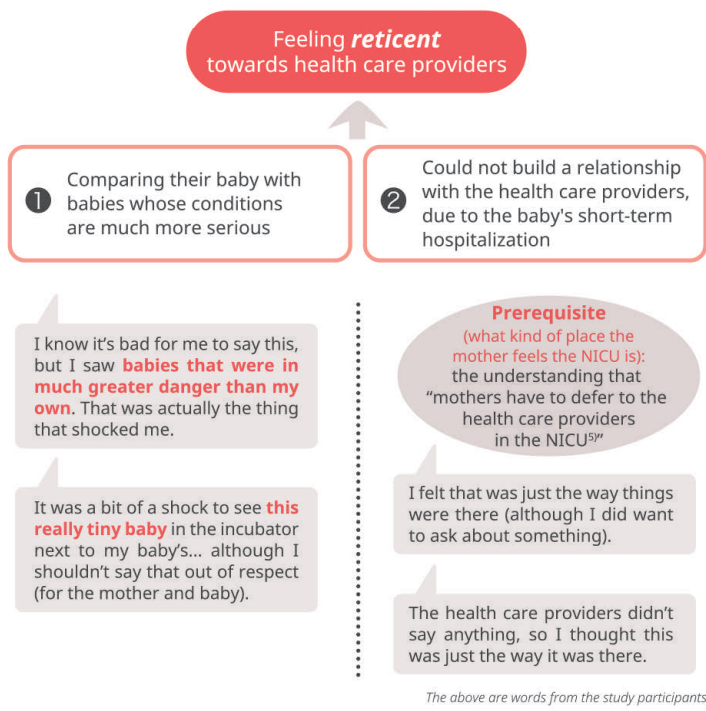 Feeling reticent
towards health care providers
❶
Comparing their baby with
babies whose conditions
are much more serious
❷
Could not build a relationship
with the health care providers,
due to the baby's short-term
hospitalization
I know it’s bad for me to say this,
but I saw babies that were in
much greater danger than my
own. That was actually the thing
that shocked me.
It was a bit of a shock to see this
really tiny baby in the incubator
next to my baby’s... although I
shouldn’t say that out of respect
(for the mother and baby).
Prerequisite
(what kind of place the
mother feels the NICU is):
the understanding that
“mothers have to defer to the
health care providers
in the NICU⁵⁾”
I felt that was just the way things
were there (although I did want
to ask about something).
The health care providers didn’t
say anything, so I thought this
was just the way it was there.
The above are words from the study participants